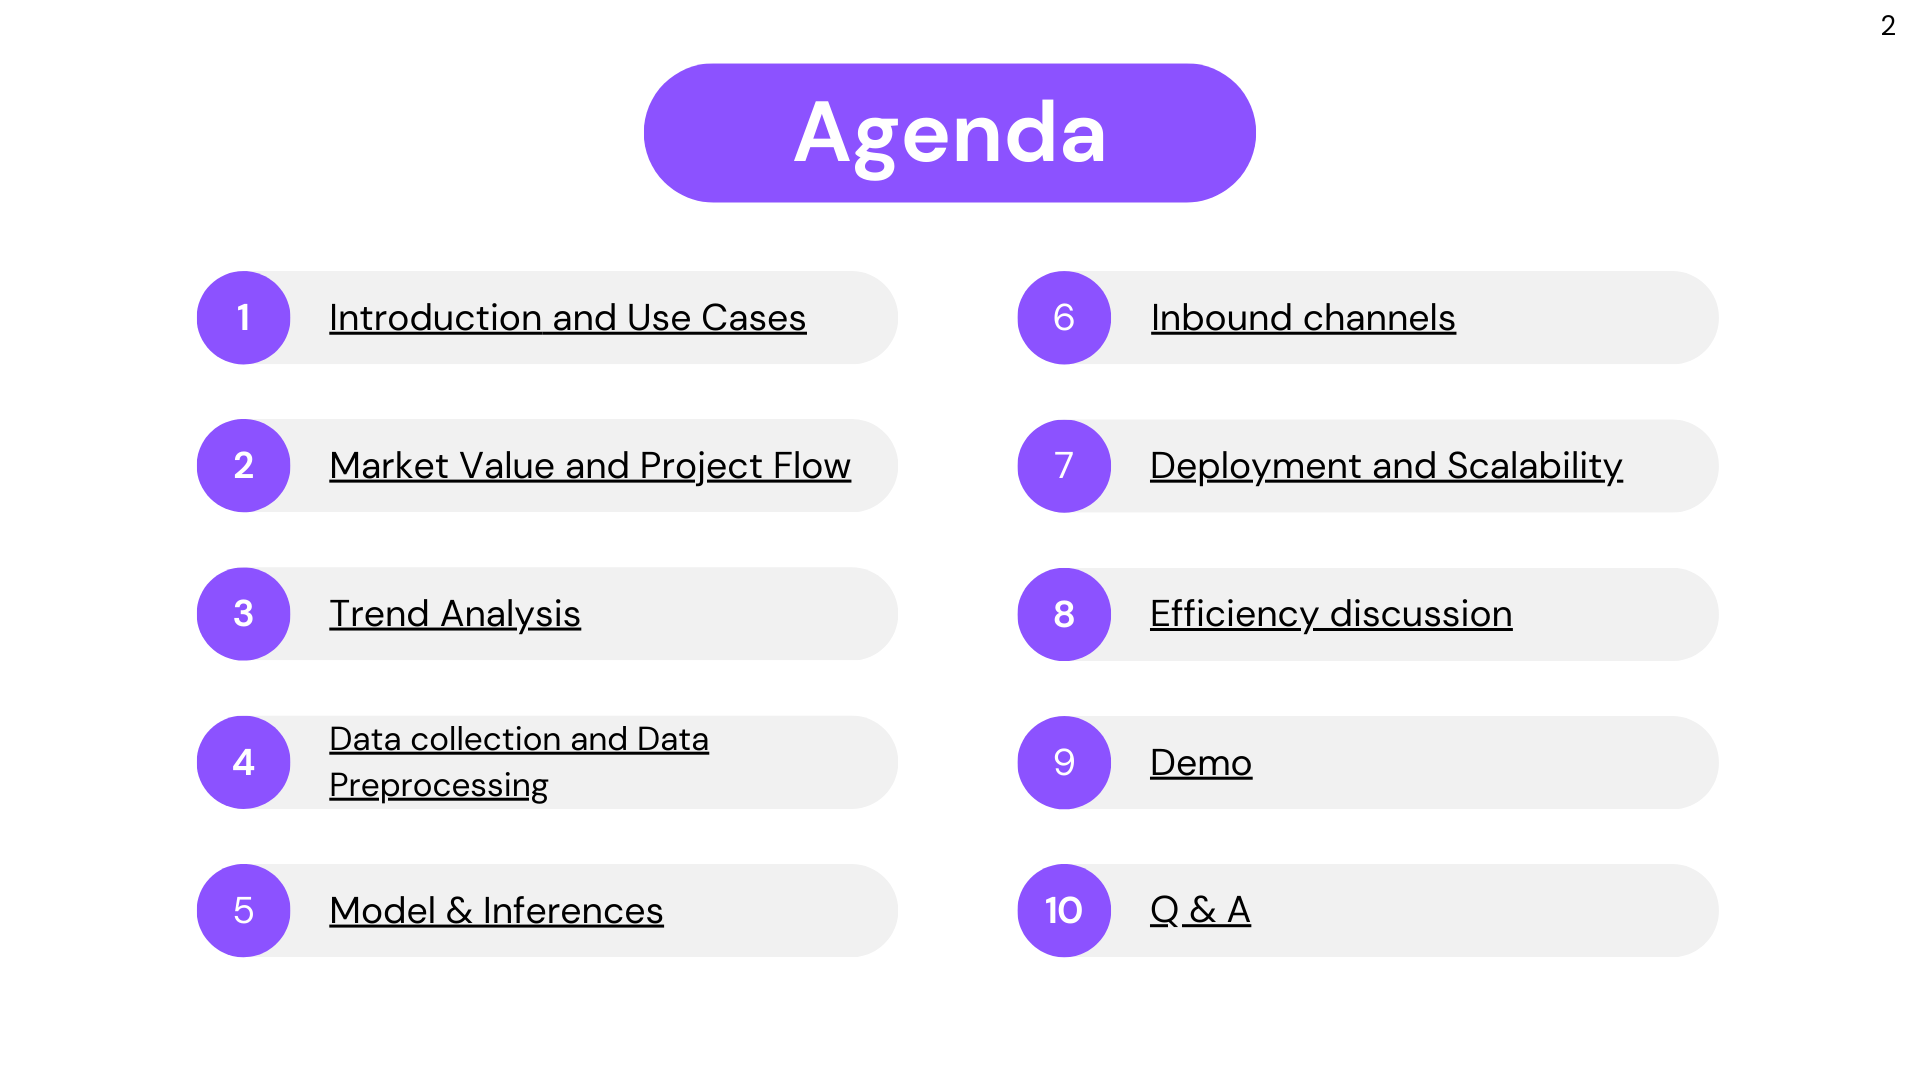 2
Agenda
1 Introduction and Use Cases
2 Market Value and Project Flow
3 Trend Analysis
4 Data collection and Data
Preprocessing
5 Model & Inferences
6 Inbound channels
7 Deployment and Scalability
8 Efficiency discussion
9 Demo
10 Q & A